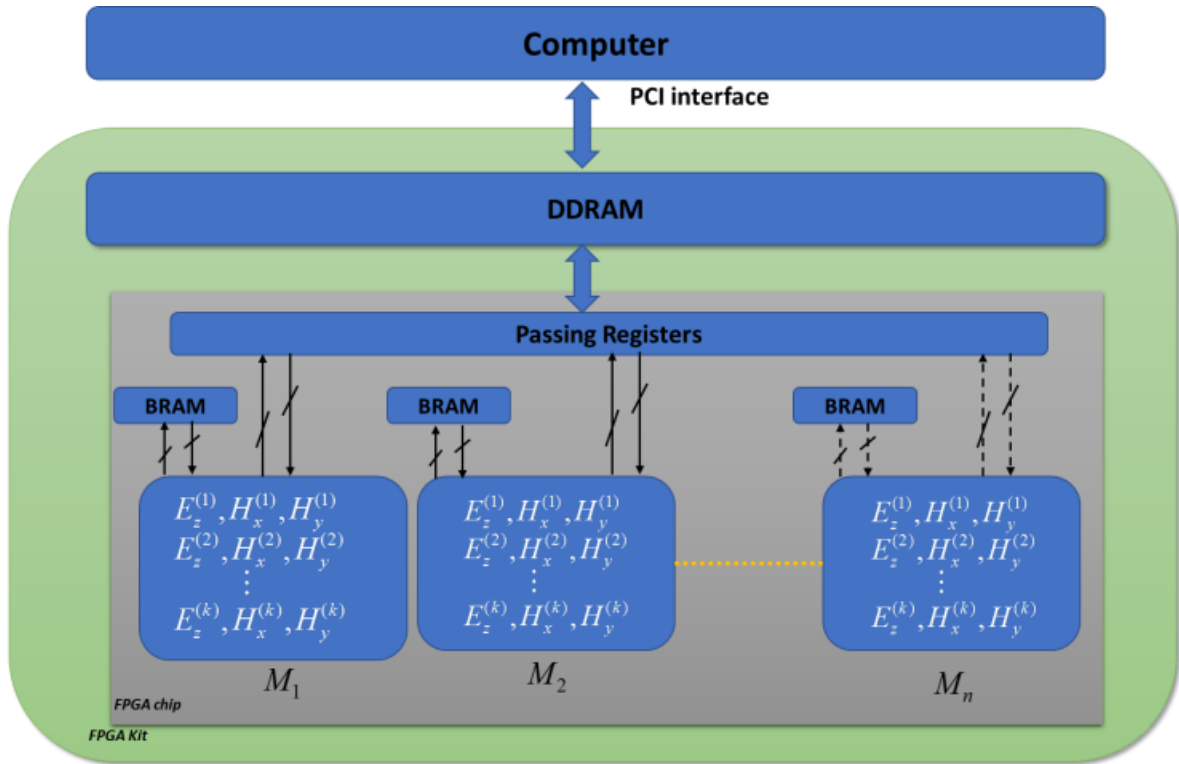 Computer
PCI interface
DDRAM
Passing Registers
BRAM BRAM BRAM
E_z^{(1)}, H_x^{(1)}, H_y^{(1)} E_z^{(1)}, H_x^{(1)}, H_y^{(1)} E_z^{(1)}, H_x^{(1)}, H_y^{(1)}
E_z^{(2)}, H_x^{(2)}, H_y^{(2)} E_z^{(2)}, H_x^{(2)}, H_y^{(2)} E_z^{(2)}, H_x^{(2)}, H_y^{(2)}
⋮ ⋮ ⋮
E_z^{(k)}, H_x^{(k)}, H_y^{(k)} E_z^{(k)}, H_x^{(k)}, H_y^{(k)} E_z^{(k)}, H_x^{(k)}, H_y^{(k)}
M_1 M_2 M_n
FPGA chip
FPGA Kit